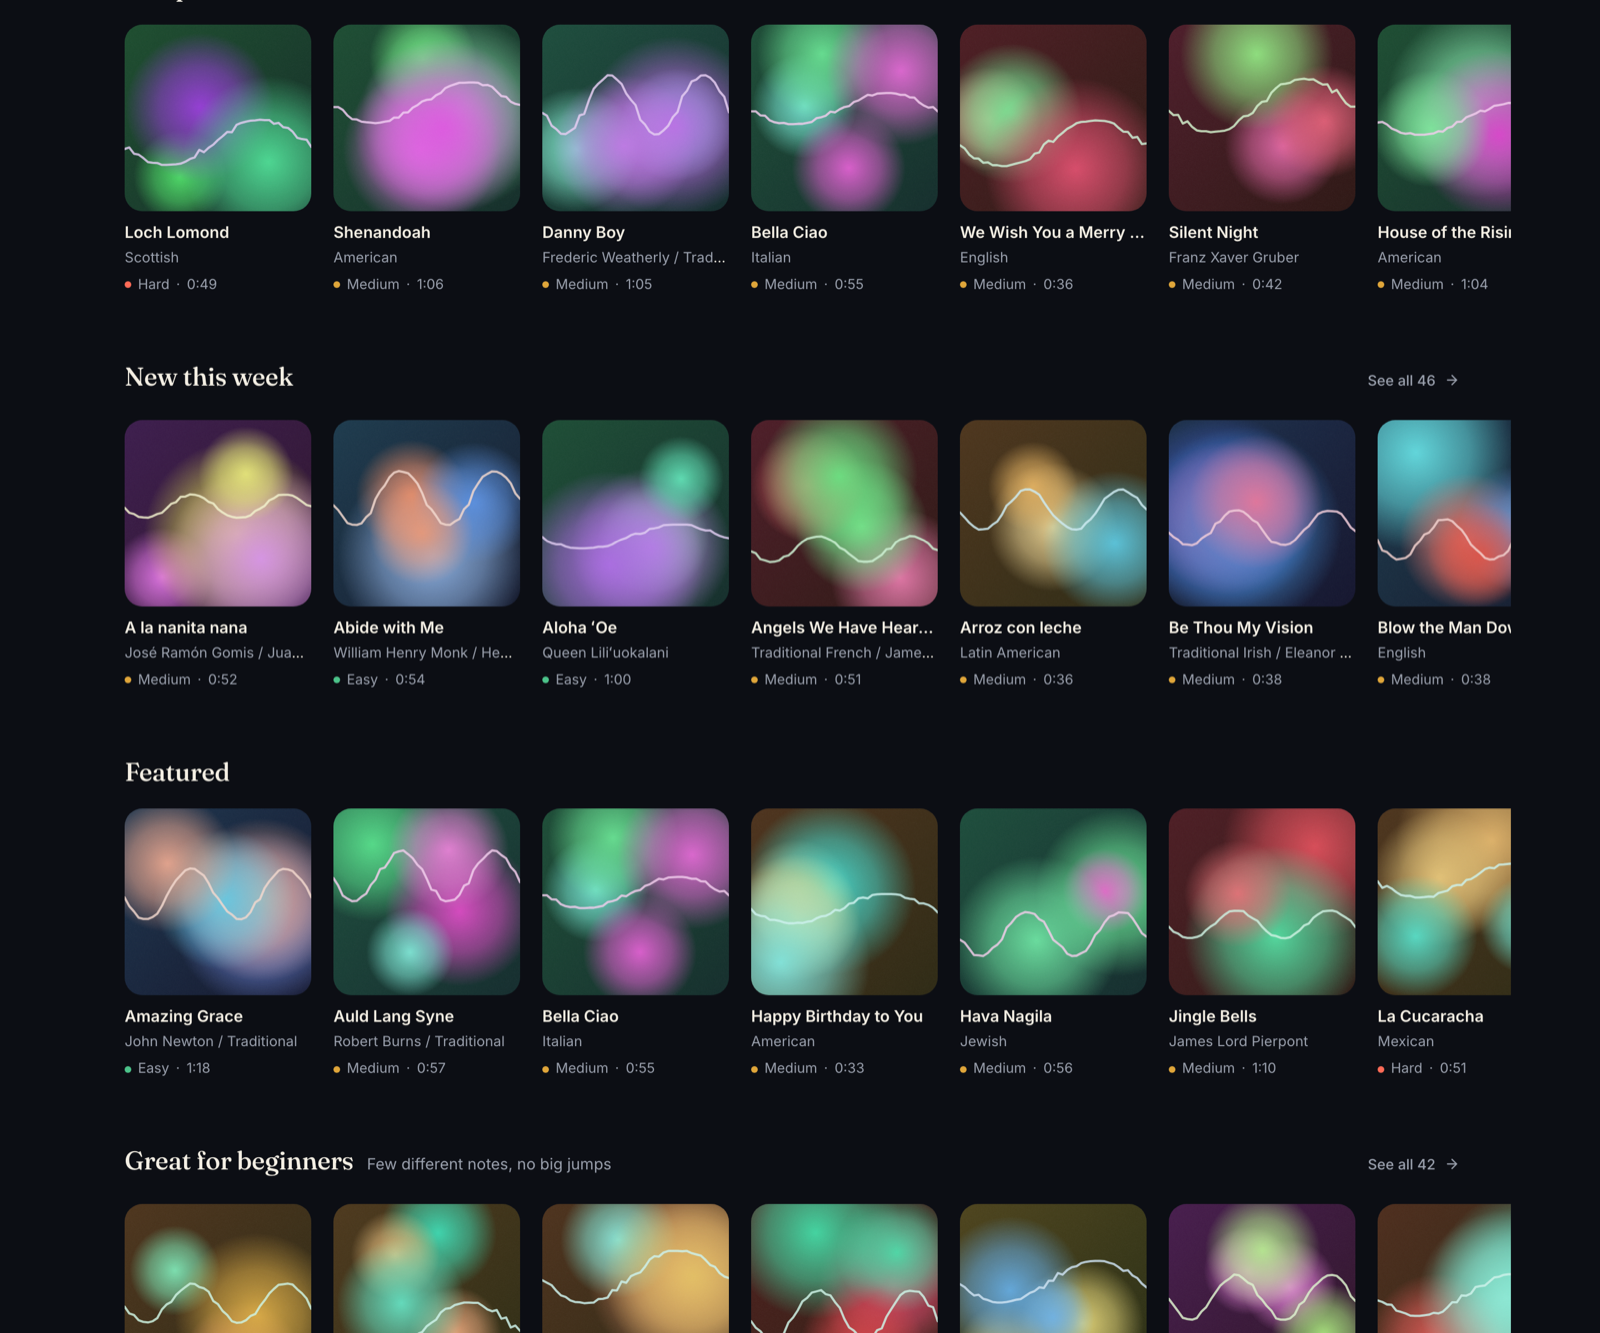 Loch Lomond
Scottish
Hard · 0:49
Shenandoah
American
Medium · 1:06
Danny Boy
Frederic Weatherly / Trad...
Medium · 1:05
Bella Ciao
Italian
Medium · 0:55
We Wish You a Merry ...
English
Medium · 0:36
Silent Night
Franz Xaver Gruber
Medium · 0:42
House of the Risin
American
Medium · 1:04
New this week
See all 46 →
A la nanita nana
José Ramón Gomis / Jua...
Medium · 0:52
Abide with Me
William Henry Monk / He...
Easy · 0:54
Aloha ʻOe
Queen Liliʻuokalani
Easy · 1:00
Angels We Have Hear...
Traditional French / Jame...
Medium · 0:51
Arroz con leche
Latin American
Medium · 0:36
Be Thou My Vision
Traditional Irish / Eleanor ...
Medium · 0:38
Blow the Man Dow
English
Medium · 0:38
Featured
Amazing Grace
John Newton / Traditional
Easy · 1:18
Auld Lang Syne
Robert Burns / Traditional
Medium · 0:57
Bella Ciao
Italian
Medium · 0:55
Happy Birthday to You
American
Medium · 0:33
Hava Nagila
Jewish
Medium · 0:56
Jingle Bells
James Lord Pierpont
Medium · 1:10
La Cucaracha
Mexican
Hard · 0:51
Great for beginners Few different notes, no big jumps
See all 42 →